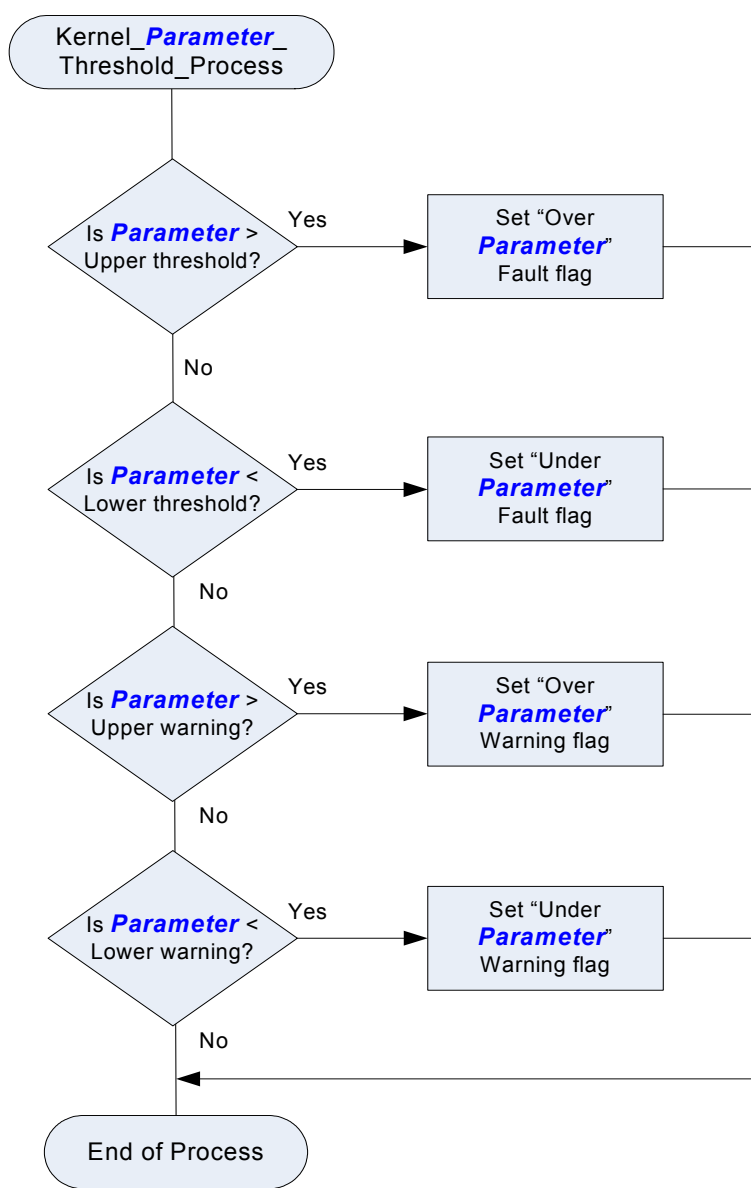 Kernel_Parameter_
Threshold_Process
Is Parameter >
Upper threshold?
Yes
Set “Over
Parameter”
Fault flag
No
Is Parameter <
Lower threshold?
Yes
Set “Under
Parameter”
Fault flag
No
Is Parameter >
Upper warning?
Yes
Set “Over
Parameter”
Warning flag
No
Is Parameter <
Lower warning?
Yes
Set “Under
Parameter”
Warning flag
No
End of Process